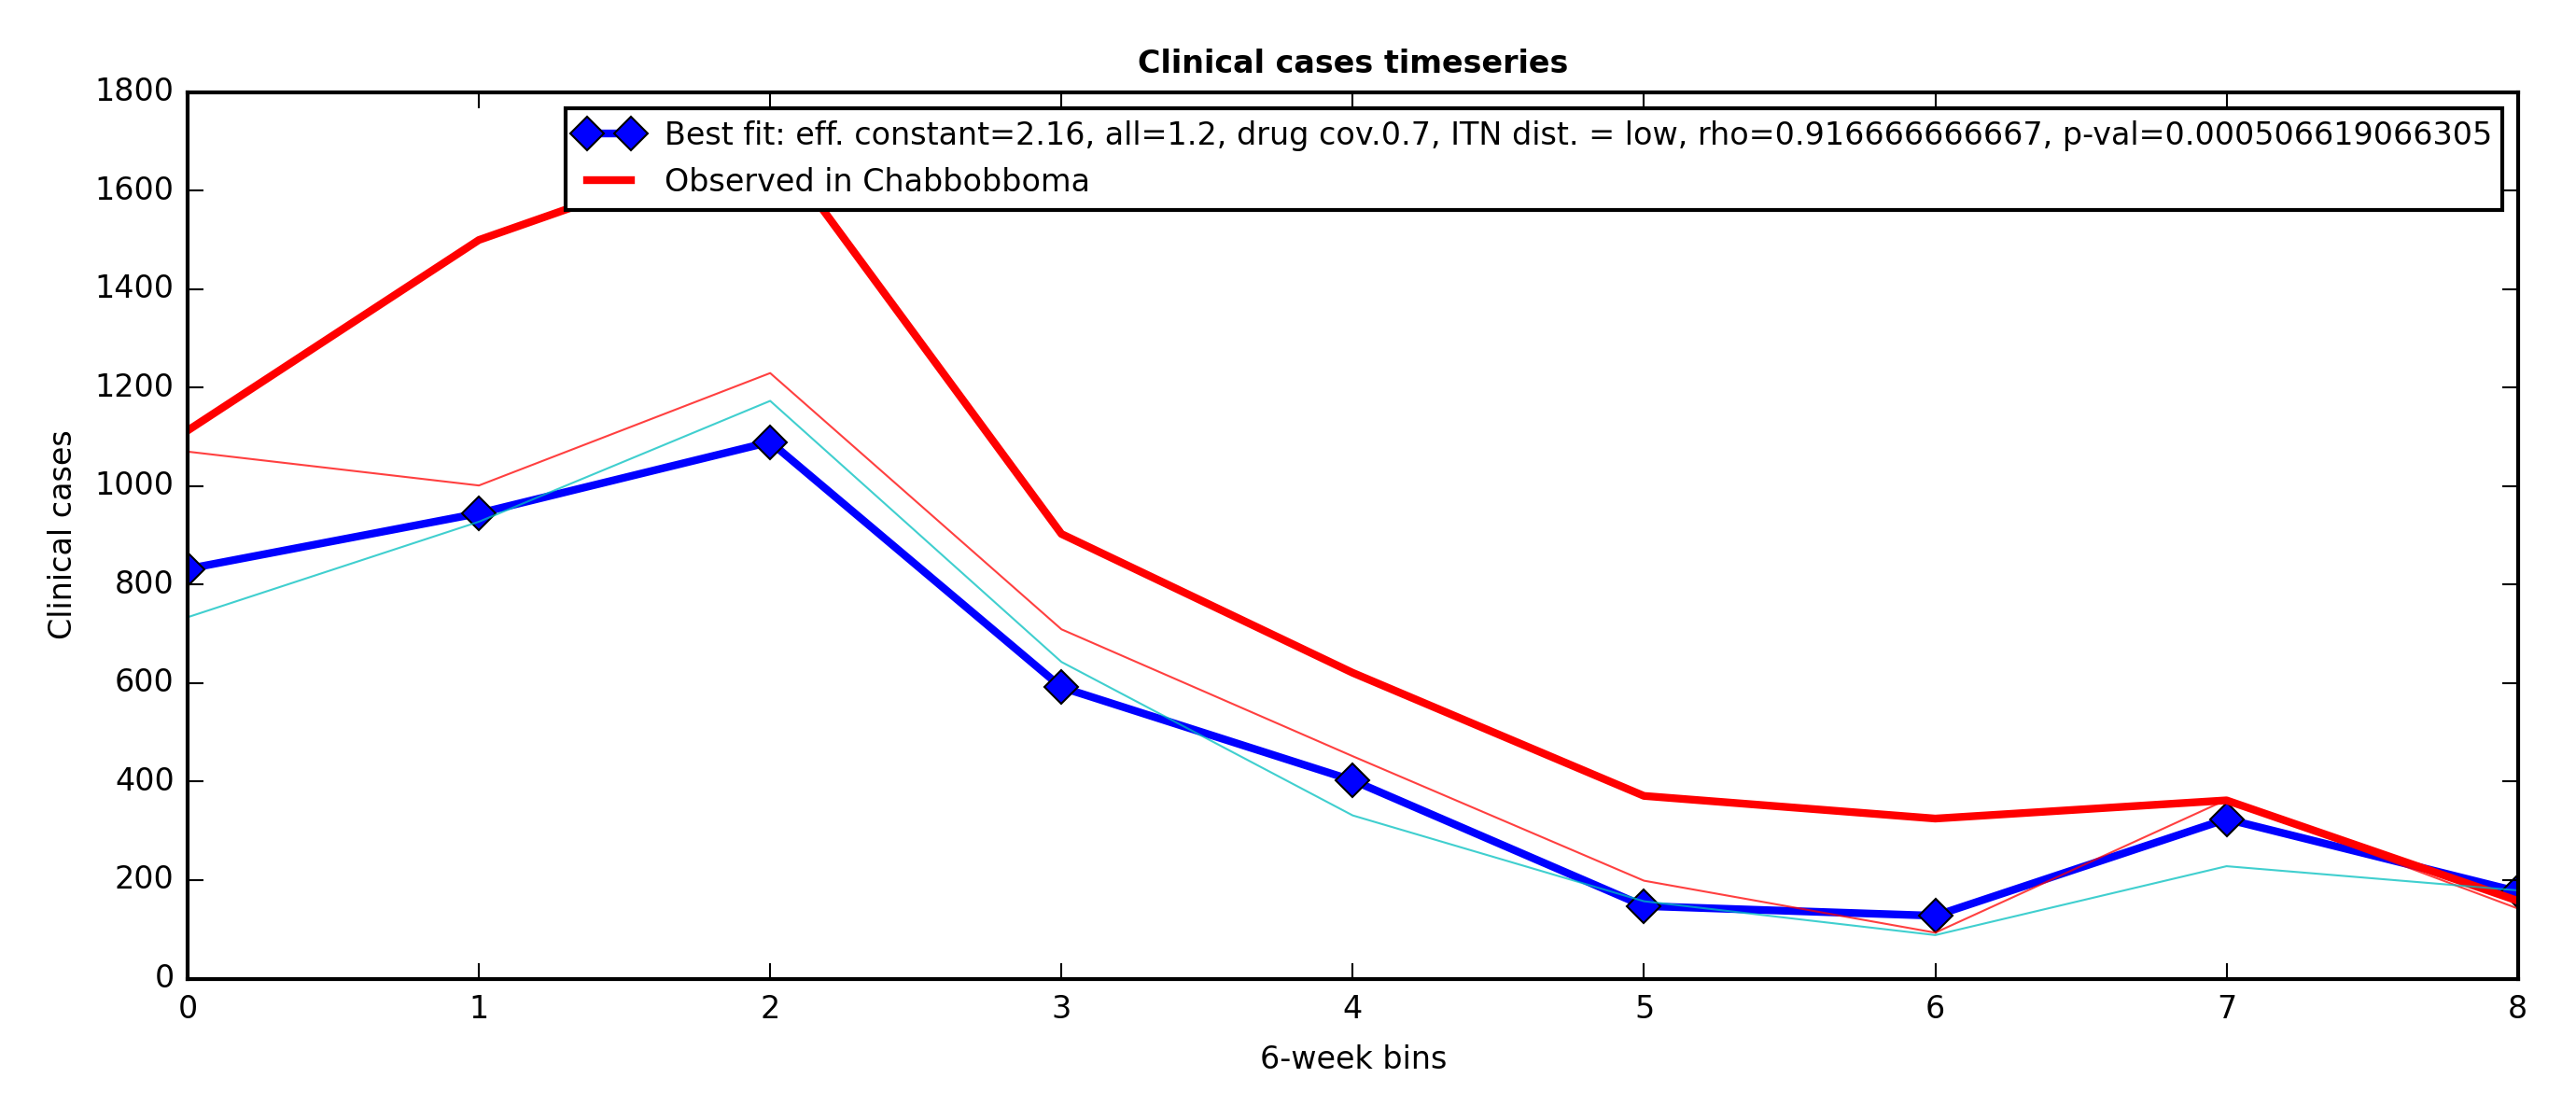 Clinical cases timeseries
1800
1600
1400
1200
1000
800
600
400
200
0
Clinical cases
Best fit: eff. constant=2.16, all=1.2, drug cov.0.7, ITN dist. = low, rho=0.916666666667, p-val=0.000506619066305
Observed in Chabbobboma
0 1 2 3 4 5 6 7 8
6-week bins